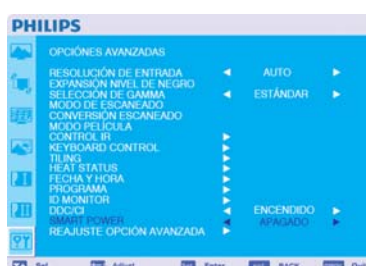 PHILIPS
OPCIÓNES AVANZADAS
RESOLUCIÓN DE ENTRADA AUTO
EXPANSIÓN NIVEL DE NEGRO
SELECCIÓN DE GAMMA ESTÁNDAR
MODO DE ESCANEADO
CONVERSIÓN ESCANEADO
MODO PELÍCULA
CONTROL IR
KEYBOARD CONTROL
TILING
HEAT STATUS
FECHA Y HORA
PROGRAMA
ID MONITOR
DDC/CI ENCENDIDO
SMART POWER APAGADO
REAJUSTE OPCIÓN AVANZADA
Sel Adjust Enter BACK